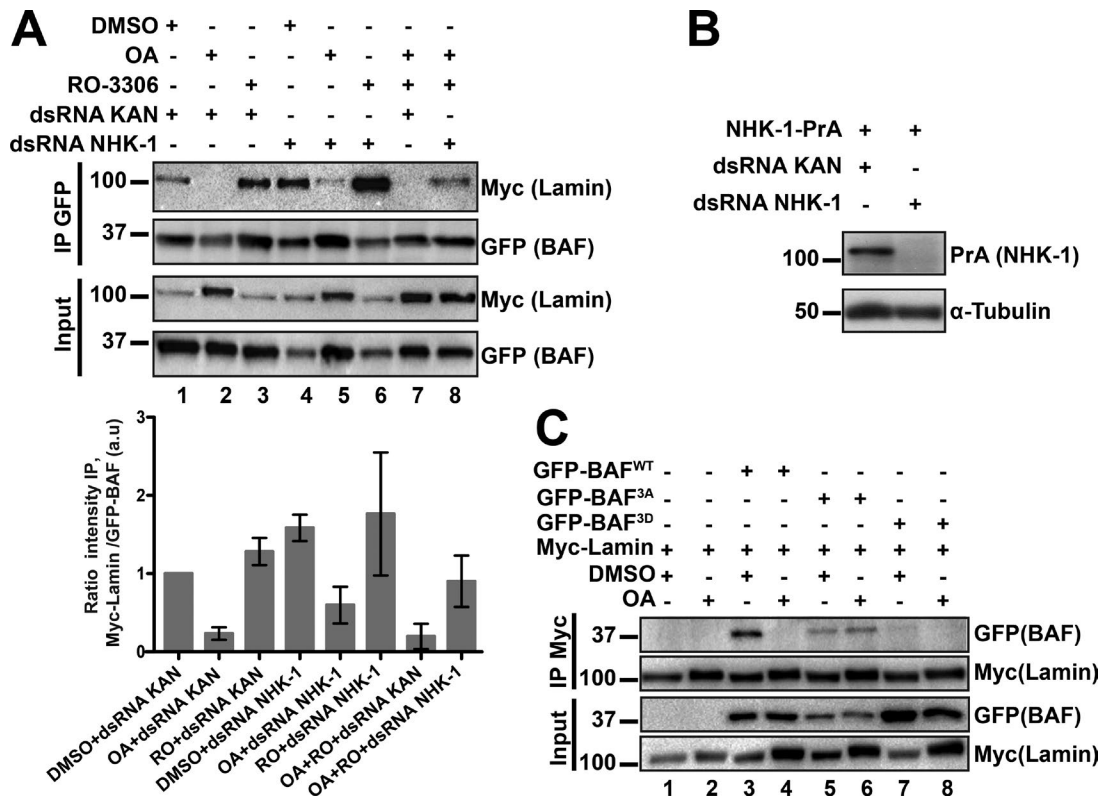 A
DMSO + - - + - - - -
OA - + - - + - + +
RO-3306 - - + - - + + +
dsRNA KAN + + + - - - + -
dsRNA NHK-1 - - - + + + - +
IP GFP
100 Myc (Lamin)
37 GFP (BAF)
Input
100 Myc (Lamin)
37 GFP (BAF)
1 2 3 4 5 6 7 8
Ratio intensity IP,
Myc-Lamin /GFP-BAF (a.u)
3
2
1
0
DMSO+dsRNA KAN
OA+dsRNA KAN
RO+dsRNA KAN
DMSO+dsRNA NHK-1
OA+dsRNA NHK-1
RO+dsRNA NHK-1
OA+RO+dsRNA KAN
OA+RO+dsRNA NHK-1
B
NHK-1-PrA + +
dsRNA KAN + -
dsRNA NHK-1 - +
100 PrA (NHK-1)
50 α-Tubulin
C
GFP-BAFᵂᵀ - - + + - - - -
GFP-BAF³ᴬ - - - - + + - -
GFP-BAF³ᴰ - - - - - - + +
Myc-Lamin + + + + + + + +
DMSO + - + - + - + -
OA - + - + - + - +
IP Myc
37 GFP(BAF)
100 Myc(Lamin)
Input
37 GFP(BAF)
100 Myc(Lamin)
1 2 3 4 5 6 7 8